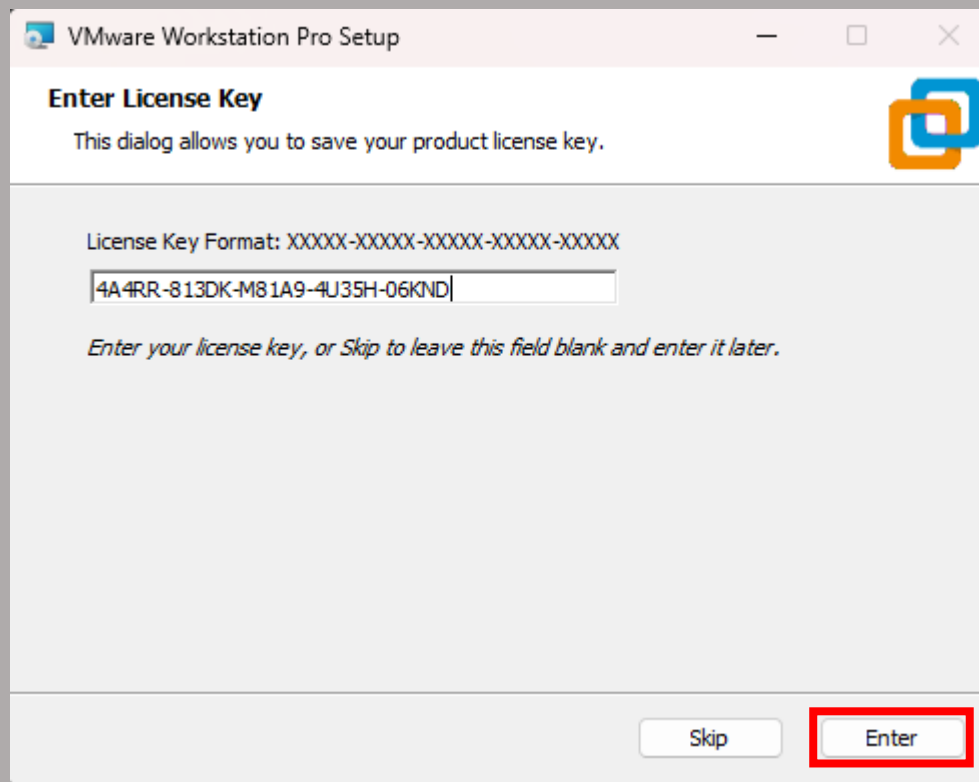 VMware Workstation Pro Setup
Enter License Key
This dialog allows you to save your product license key.
License Key Format: XXXXX-XXXXX-XXXXX-XXXXX-XXXXX
4A4RR-813DK-M81A9-4U35H-06KND
Enter your license key, or Skip to leave this field blank and enter it later.
Skip
Enter